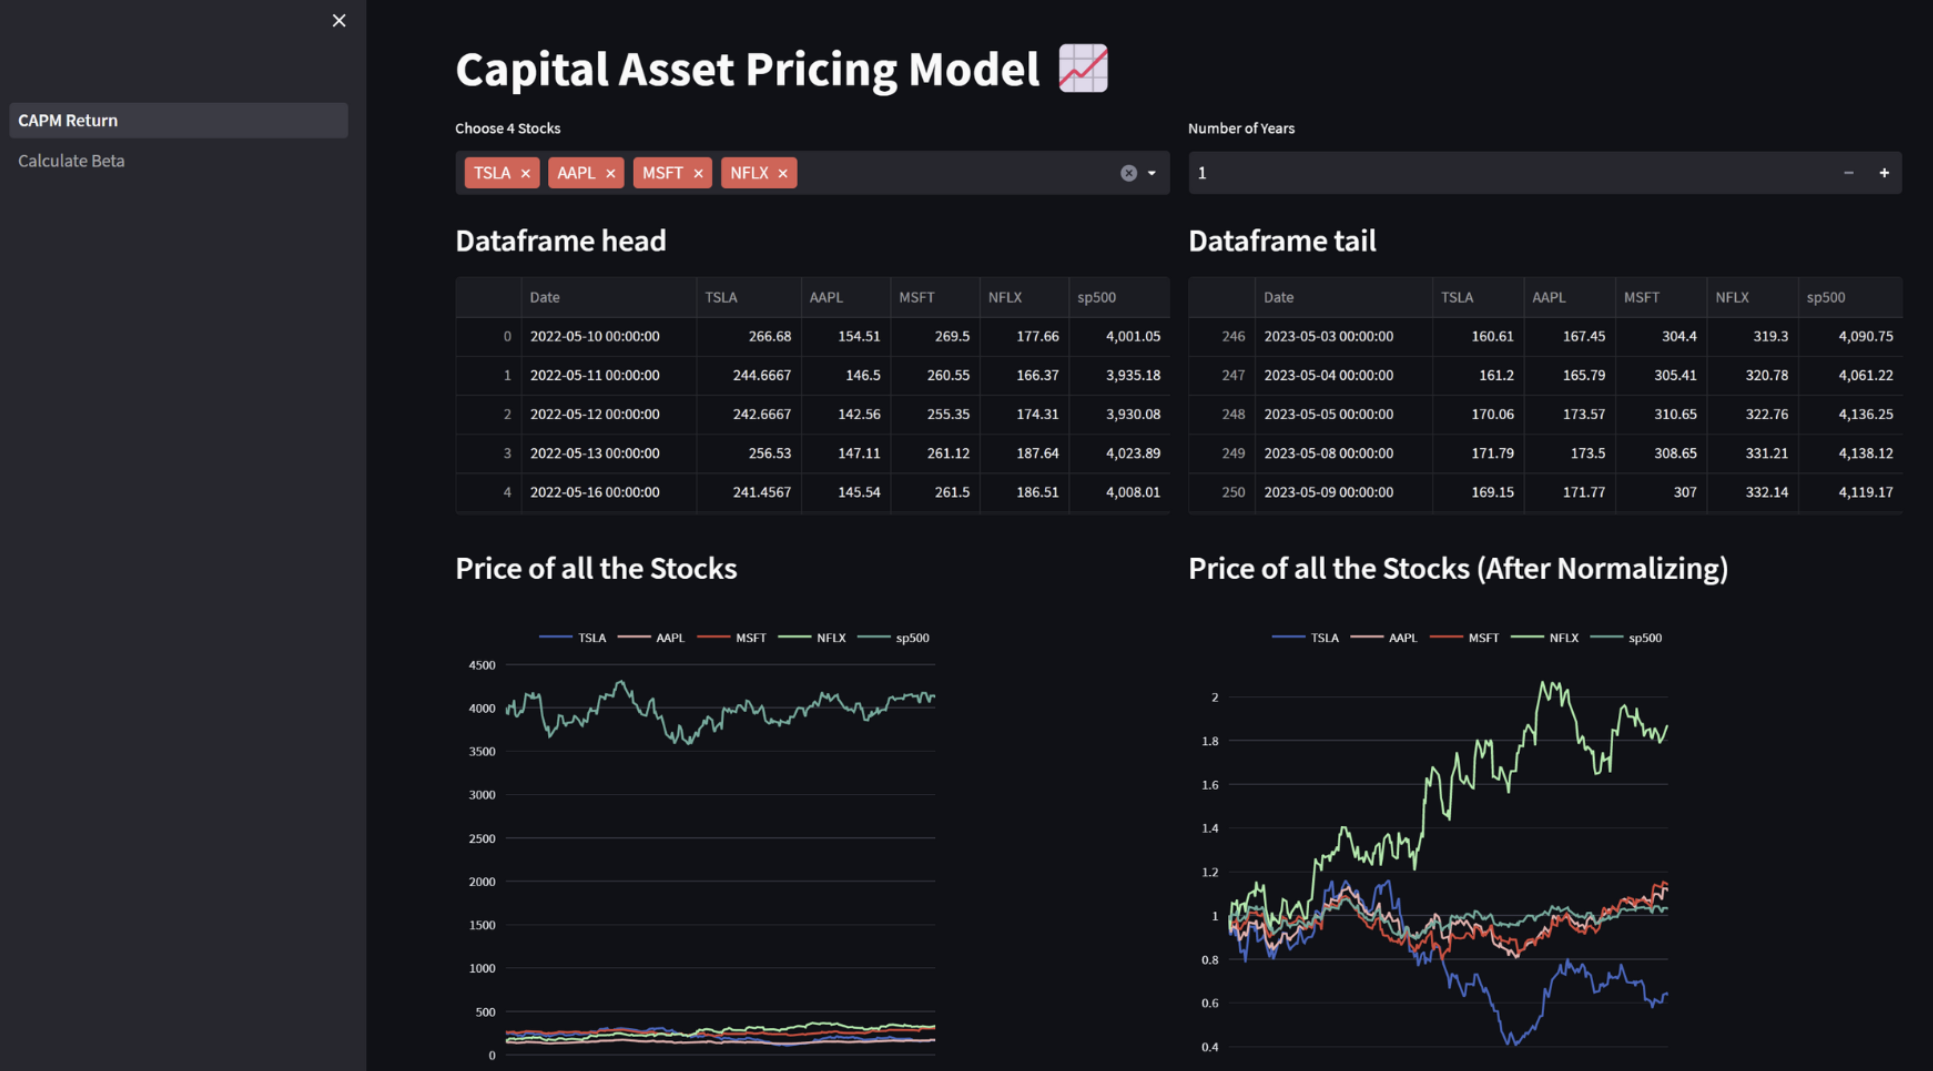 CAPM Return
Calculate Beta
Capital Asset Pricing Model
Choose 4 Stocks
TSLA AAPL MSFT NFLX
Number of Years
1
Dataframe head
Date TSLA AAPL MSFT NFLX sp500
0 2022-05-10 00:00:00 266.68 154.51 269.5 177.66 4,001.05
1 2022-05-11 00:00:00 244.6667 146.5 260.55 166.37 3,935.18
2 2022-05-12 00:00:00 242.6667 142.56 255.35 174.31 3,930.08
3 2022-05-13 00:00:00 256.53 147.11 261.12 187.64 4,023.89
4 2022-05-16 00:00:00 241.4567 145.54 261.5 186.51 4,008.01
Dataframe tail
Date TSLA AAPL MSFT NFLX sp500
246 2023-05-03 00:00:00 160.61 167.45 304.4 319.3 4,090.75
247 2023-05-04 00:00:00 161.2 165.79 305.41 320.78 4,061.22
248 2023-05-05 00:00:00 170.06 173.57 310.65 322.76 4,136.25
249 2023-05-08 00:00:00 171.79 173.5 308.65 331.21 4,138.12
250 2023-05-09 00:00:00 169.15 171.77 307 332.14 4,119.17
Price of all the Stocks
TSLA AAPL MSFT NFLX sp500
4500
4000
3500
3000
2500
2000
1500
1000
500
0
Price of all the Stocks (After Normalizing)
TSLA AAPL MSFT NFLX sp500
2
1.8
1.6
1.4
1.2
1
0.8
0.6
0.4